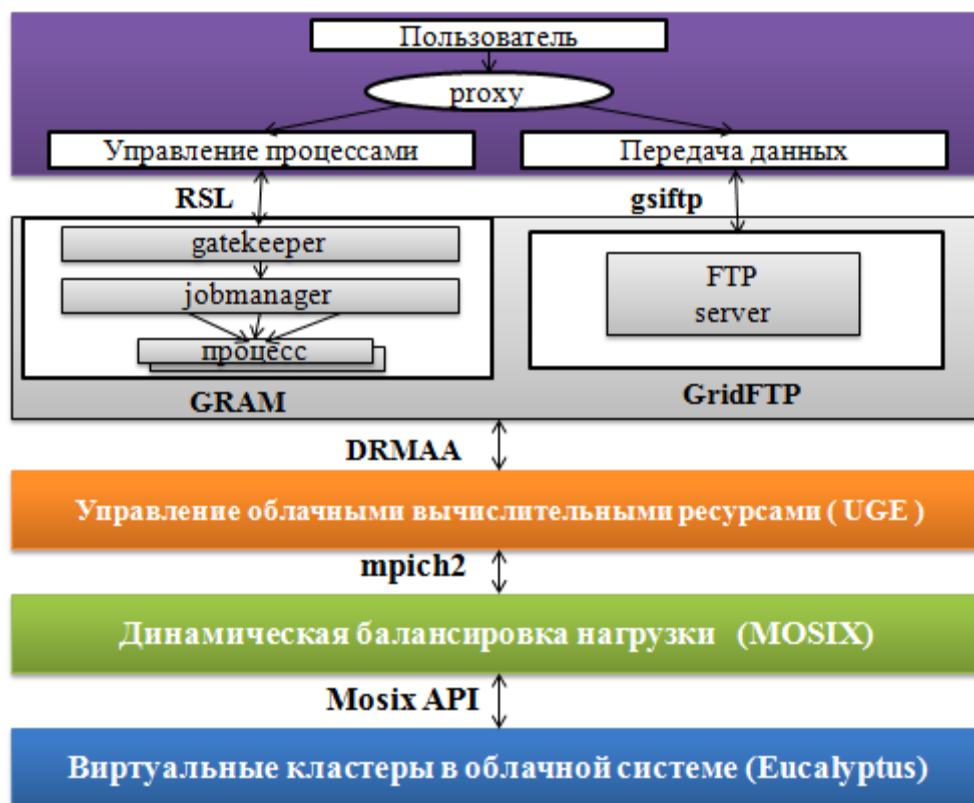 Пользователь
proxy
Управление процессами
Передача данных
RSL
gsiftp
gatekeeper
jobmanager
процесс
GRAM
FTP
server
GridFTP
DRMAA
Управление облачными вычислительными ресурсами ( UGE )
mpich2
Динамическая балансировка нагрузки (MOSIX)
Mosix API
Виртуальные кластеры в облачной системе (Eucalyptus)